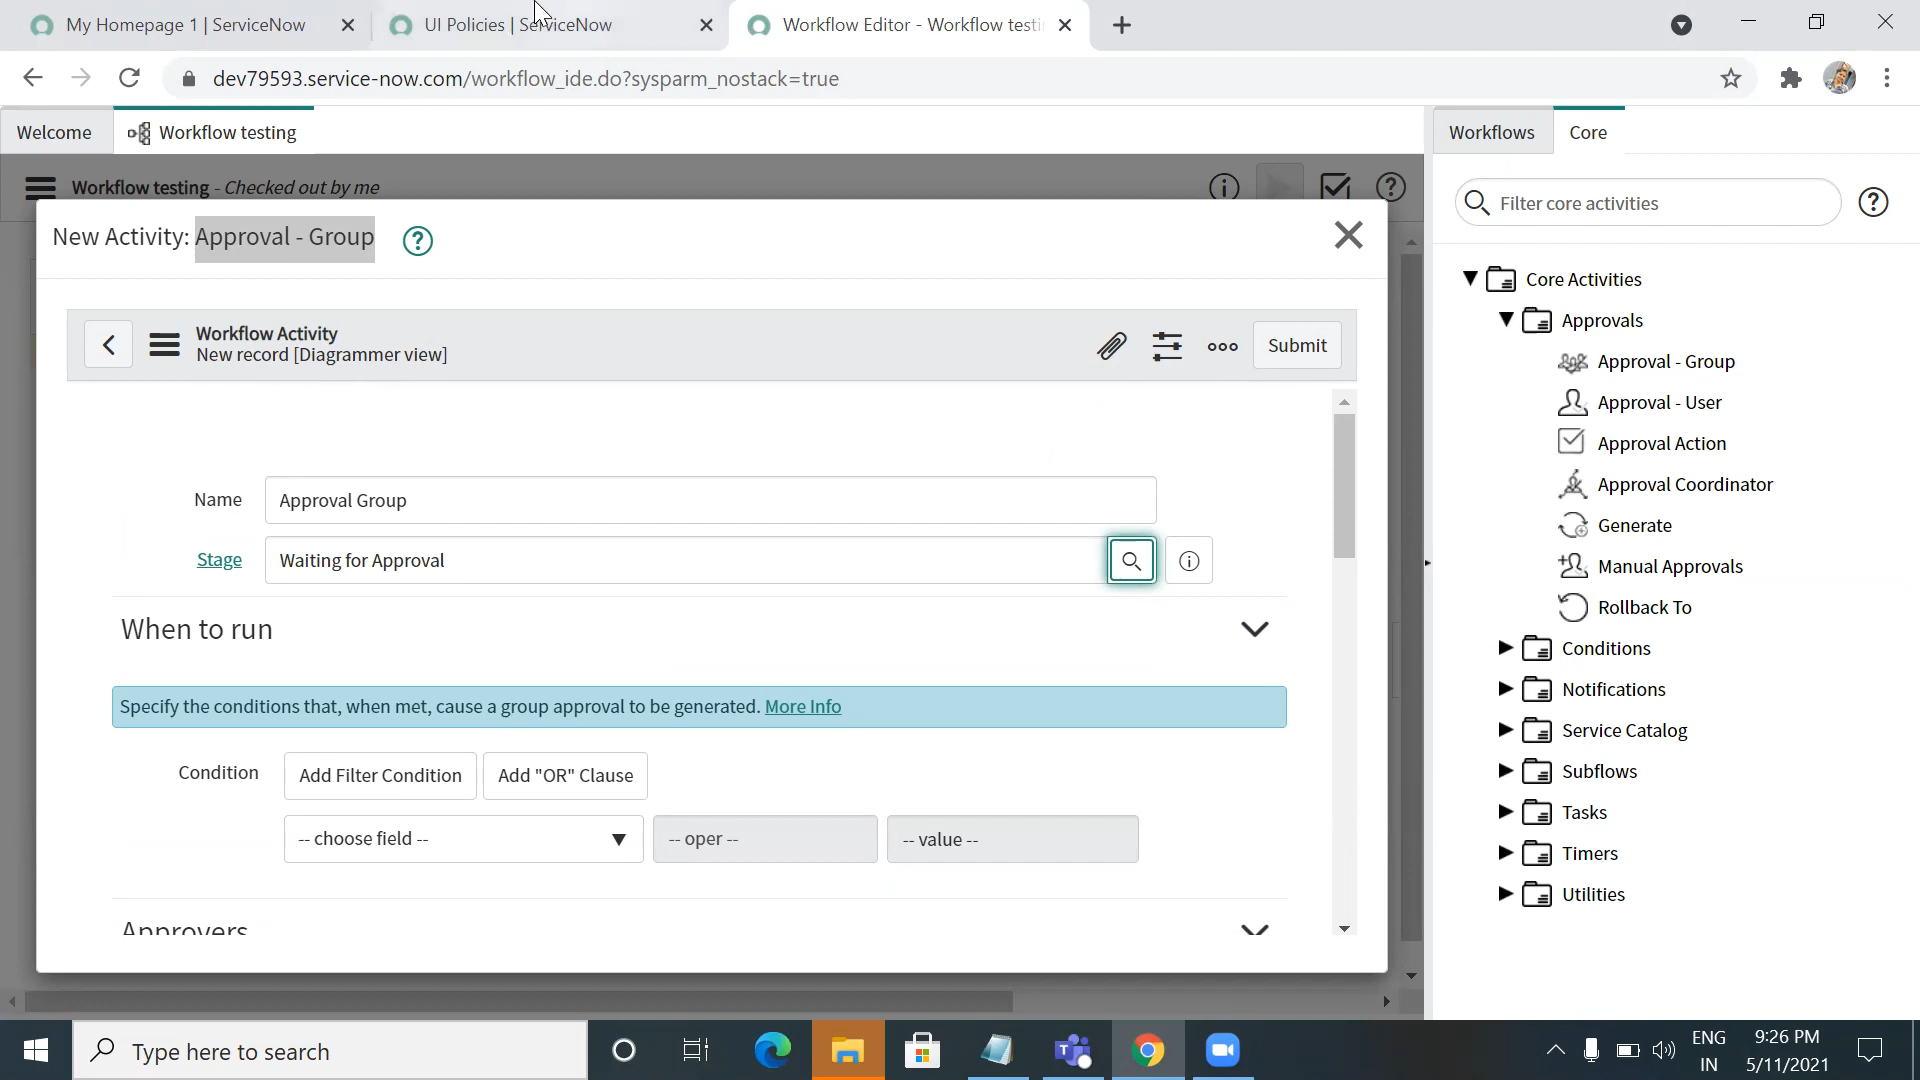 My Homepage 1 | ServiceNow
UI Policies | ServiceNow
Workflow Editor - Workflow testi
dev79593.service-now.com/workflow_ide.do?sysparm_nostack=true
Welcome
Workflow testing
Workflows
Core
Workflow testing - Checked out by me
Filter core activities
New Activity: Approval - Group
Workflow Activity
New record [Diagrammer view]
Submit
Name
Approval Group
Stage
Waiting for Approval
When to run
Specify the conditions that, when met, cause a group approval to be generated. More Info
Condition
Add Filter Condition
Add "OR" Clause
-- choose field --
-- oper --
-- value --
Approvers
Core Activities
Approvals
Approval - Group
Approval - User
Approval Action
Approval Coordinator
Generate
Manual Approvals
Rollback To
Conditions
Notifications
Service Catalog
Subflows
Tasks
Timers
Utilities
Type here to search
ENG
IN
9:26 PM
5/11/2021